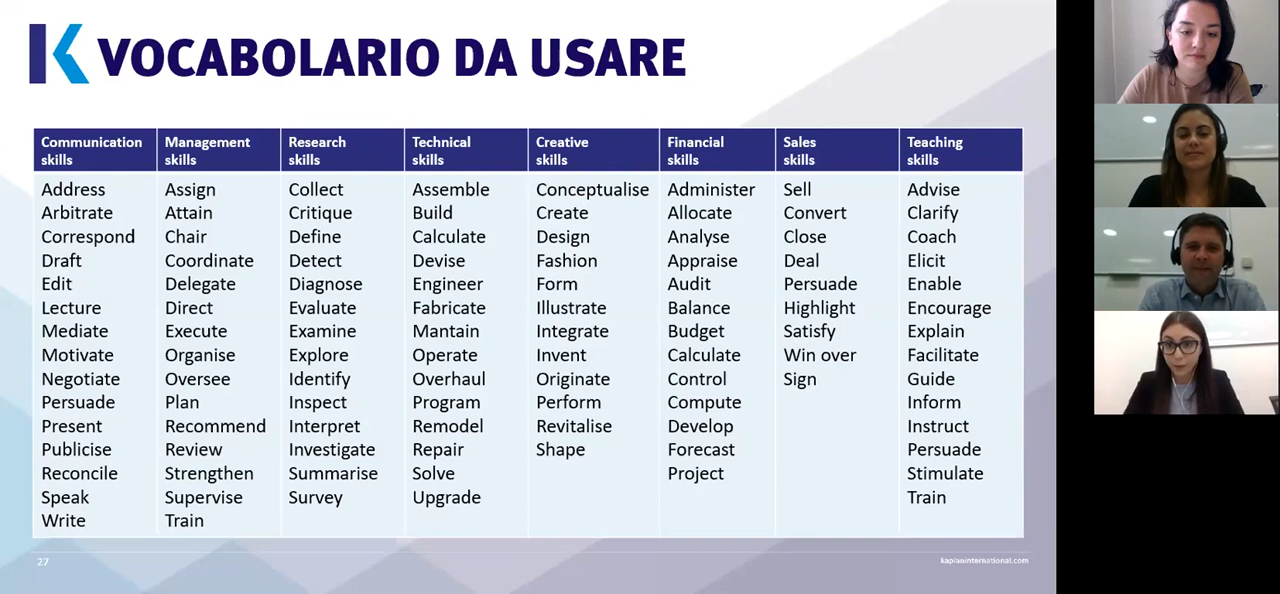 K VOCABOLARIO DA USARE
Communication skills Management skills Research skills Technical skills Creative skills Financial skills Sales skills Teaching skills
Address Assign Collect Assemble Conceptualise Administer Sell Advise
Arbitrate Attain Critique Build Create Allocate Convert Clarify
Correspond Chair Define Calculate Design Analyse Close Coach
Draft Coordinate Detect Devise Fashion Appraise Deal Elicit
Edit Delegate Diagnose Engineer Form Audit Persuade Enable
Lecture Direct Evaluate Fabricate Illustrate Balance Highlight Encourage
Mediate Execute Examine Mantain Integrate Budget Satisfy Explain
Motivate Organise Explore Operate Invent Calculate Win over Facilitate
Negotiate Oversee Identify Overhaul Originate Control Sign Guide
Persuade Plan Inspect Program Perform Compute Inform
Present Recommend Interpret Remodel Revitalise Develop Instruct
Publicise Review Investigate Repair Shape Forecast Persuade
Reconcile Strengthen Summarise Solve Project Stimulate
Speak Supervise Survey Upgrade Train
Write Train
27 kaplaninternational.com